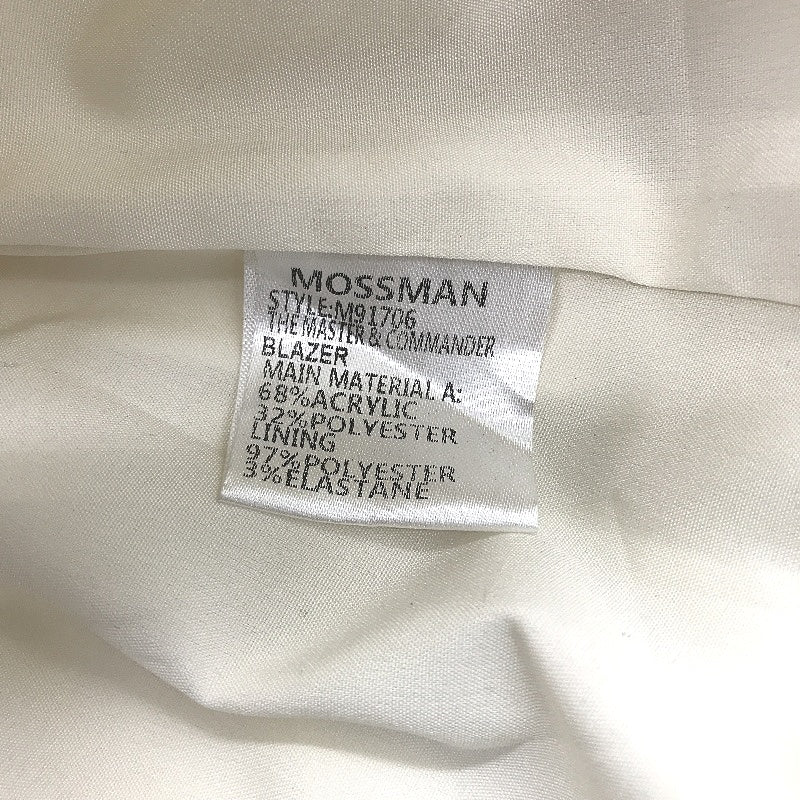 MOSSMAN
STYLE:M91706
THE MASTER & COMMANDER
BLAZER
MAIN MATERIAL A:
68%ACRYLIC
32%POLYESTER
LINING
97%POLYESTER
3%ELASTANE